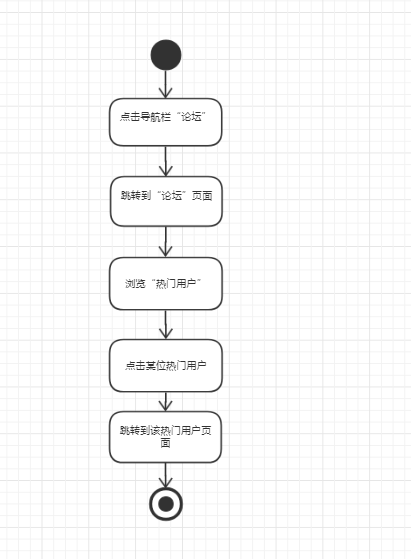 点击导航栏“论坛”
跳转到“论坛”页面
浏览“热门用户”
点击某位热门用户
跳转到该热门用户页
面